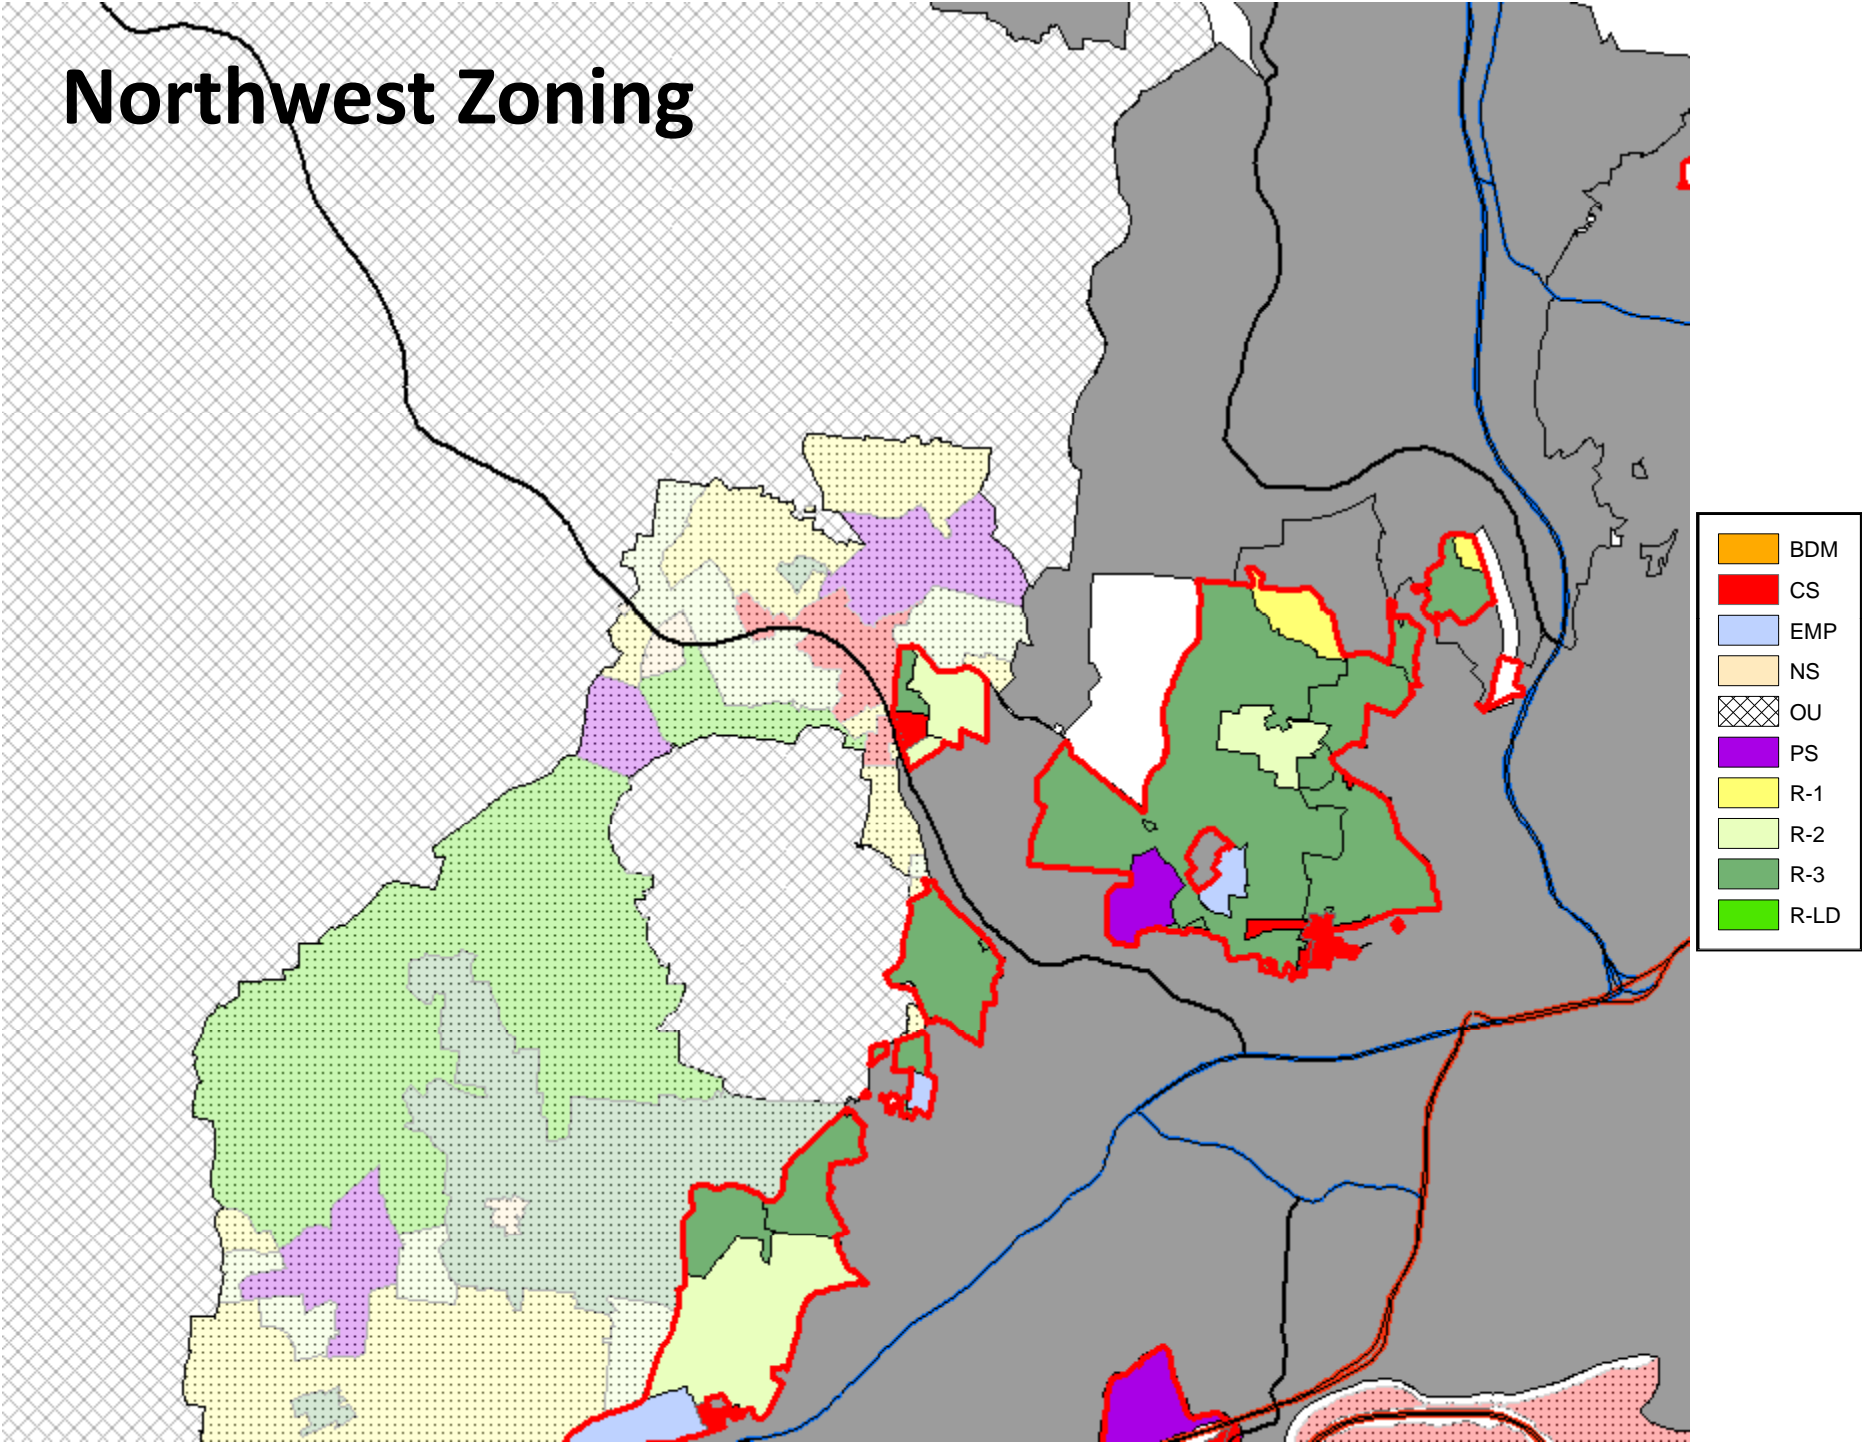 Northwest Zoning
BDM
CS
EMP
NS
OU
PS
R-1
R-2
R-3
R-LD